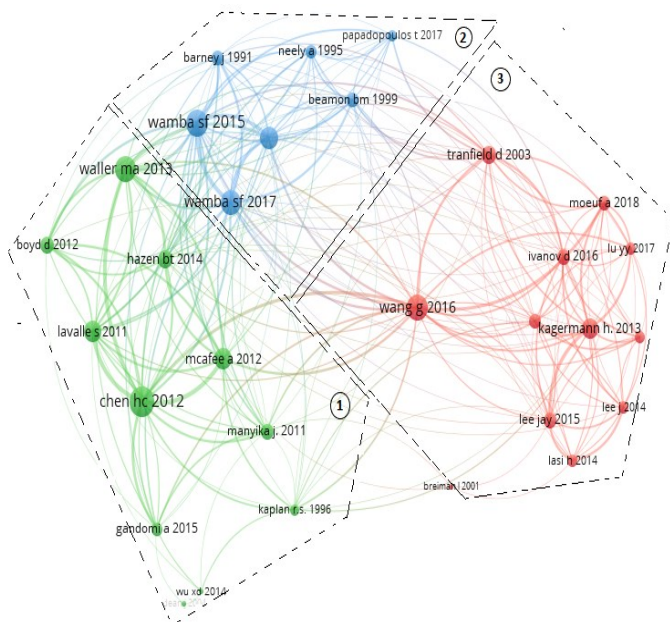 papadopoulos t 2017
2
neely a 1995
barney j 1991
3
beamon bm 1999
wamba sf 2015
tranfield d 2003
waller ma 2013
wamba sf 2017
moeuf a 2018
boyd d 2012
lu yy 2017
hazen bt 2014
ivanov d 2016
wang g 2016
kagermann h. 2013
lavalle s 2011
mcafee a 2012
chen hc 2012
1
lee j 2014
lee jay 2015
manyika j. 2011
lasi h 2014
breiman l 2001
kaplan r.s. 1996
gandomi a 2015
wu xd 2014